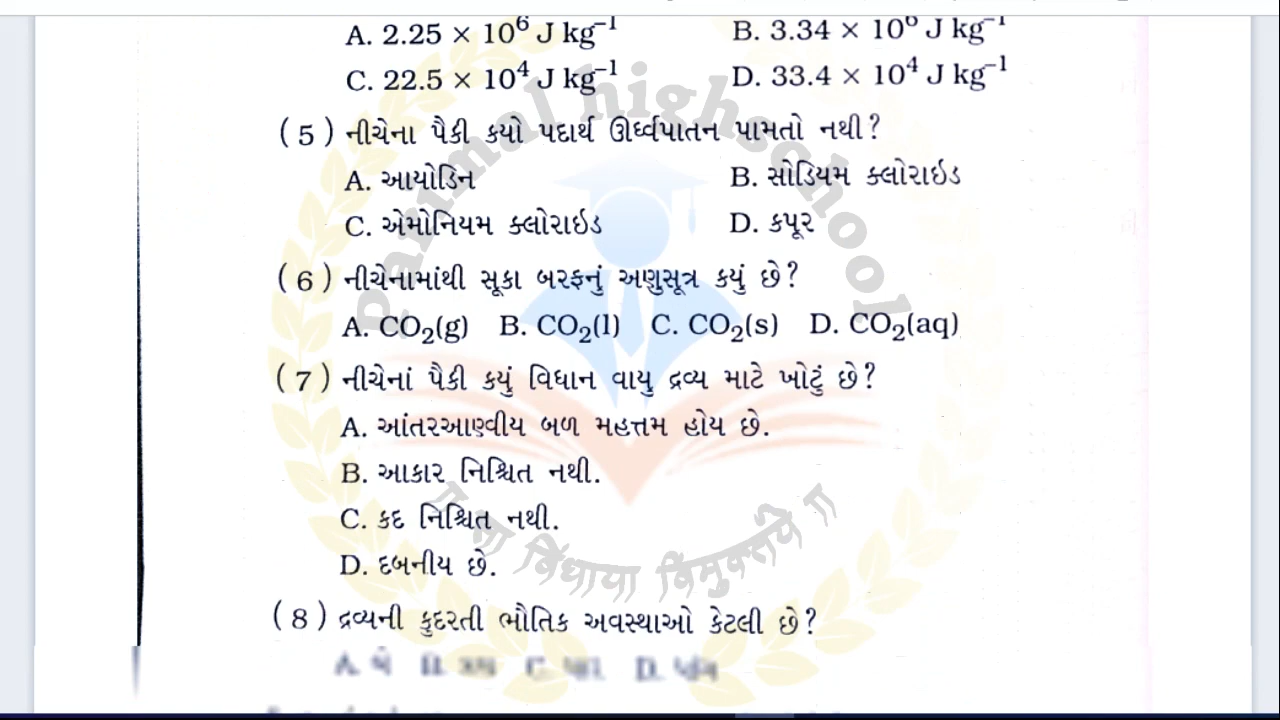 A. 2.25 × 10⁶ J kg⁻¹ B. 3.34 × 10⁶ J kg⁻¹
C. 22.5 × 10⁴ J kg⁻¹ D. 33.4 × 10⁴ J kg⁻¹
(5) નીચેના પૈકી કયો પદાર્થ ઊર્ધ્વપાતન પામતો નથી?
A. આયોડિન B. સોડિયમ ક્લોરાઇડ
C. એમોનિયમ ક્લોરાઇડ D. કપૂર
(6) નીચેનામાંથી સૂકા બરફનું અણુસૂત્ર કયું છે?
A. CO₂(g) B. CO₂(l) C. CO₂(s) D. CO₂(aq)
(7) નીચેનાં પૈકી કયું વિધાન વાયુ દ્રવ્ય માટે ખોટું છે?
A. આંતરઆણ્વીય બળ મહત્તમ હોય છે.
B. આકાર નિશ્ચિત નથી.
C. કદ નિશ્ચિત નથી.
D. દબનીય છે.
(8) દ્રવ્યની કુદરતી ભૌતિક અવસ્થાઓ કેટલી છે?
A. B. C. D.
highschool